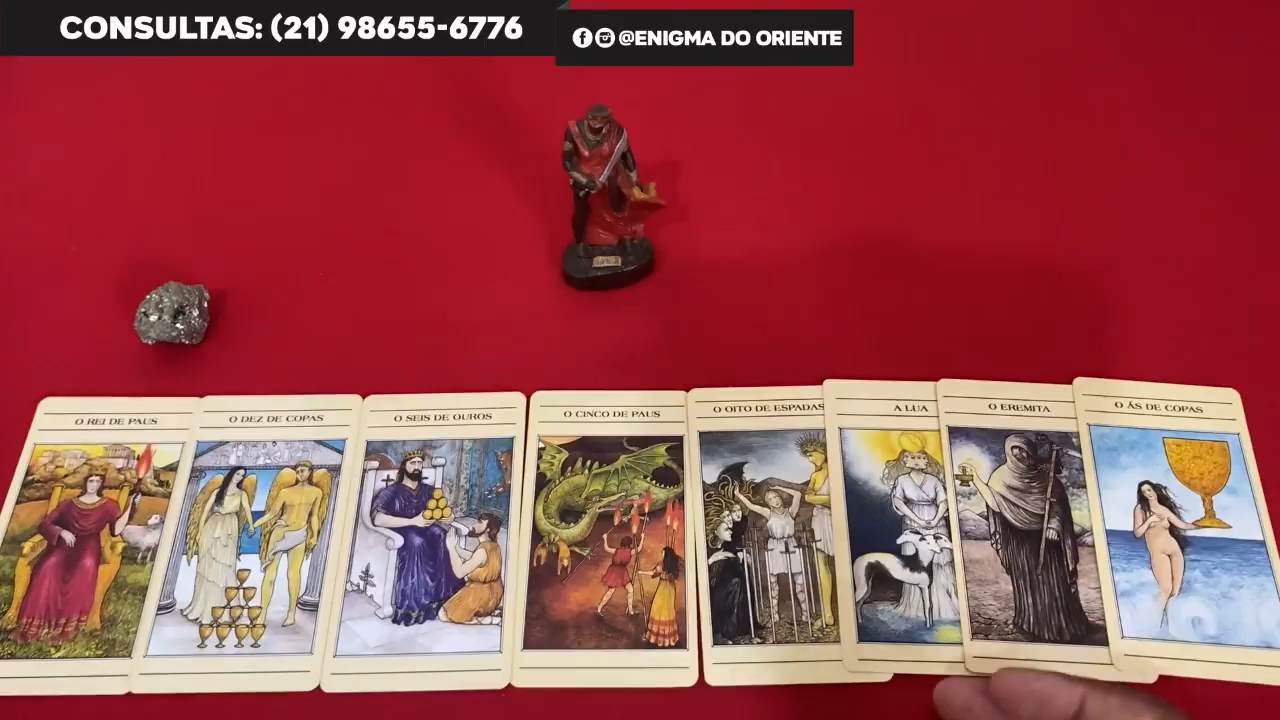 CONSULTAS: (21) 98655-6776
@ENIGMA DO ORIENTE
O REI DE PAUS
O DEZ DE COPAS
O SEIS DE OUROS
O CINCO DE PAUS
O OITO DE ESPADAS
A LUA
O EREMITA
O ÁS DE COPAS